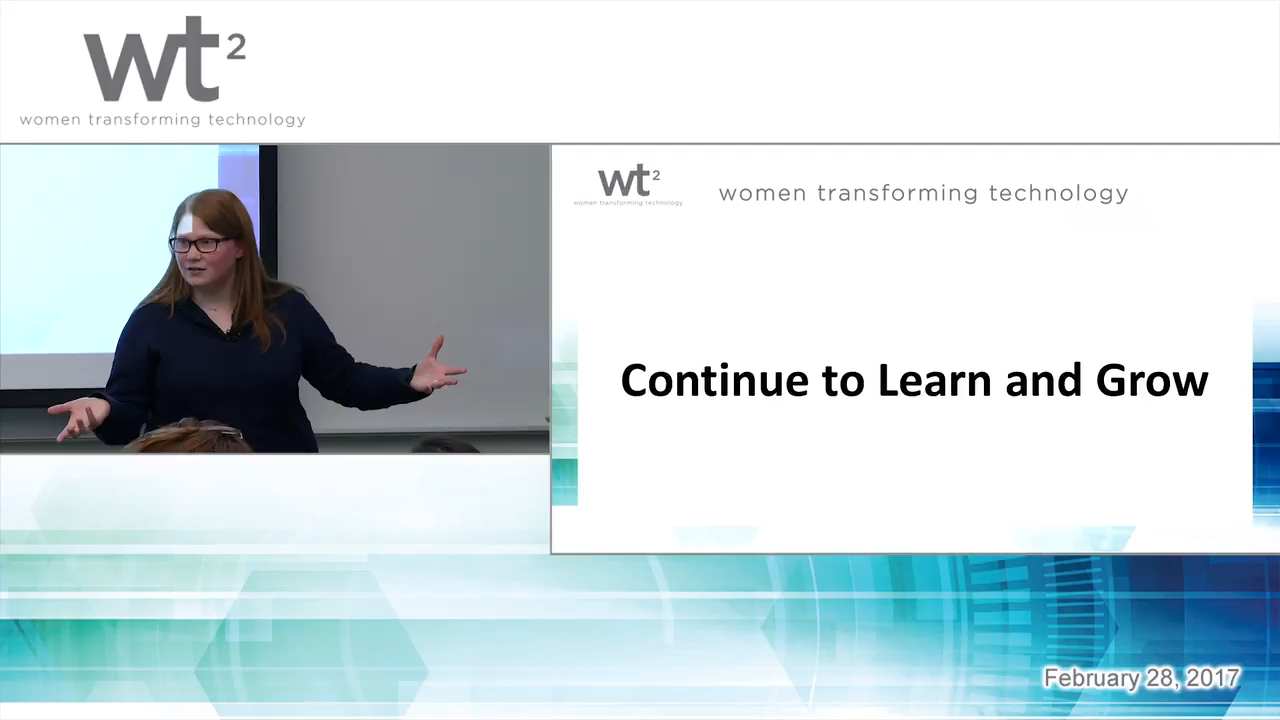 wt2
women transforming technology
wt2
women transforming technology
women transforming technology
Continue to Learn and Grow
February 28, 2017